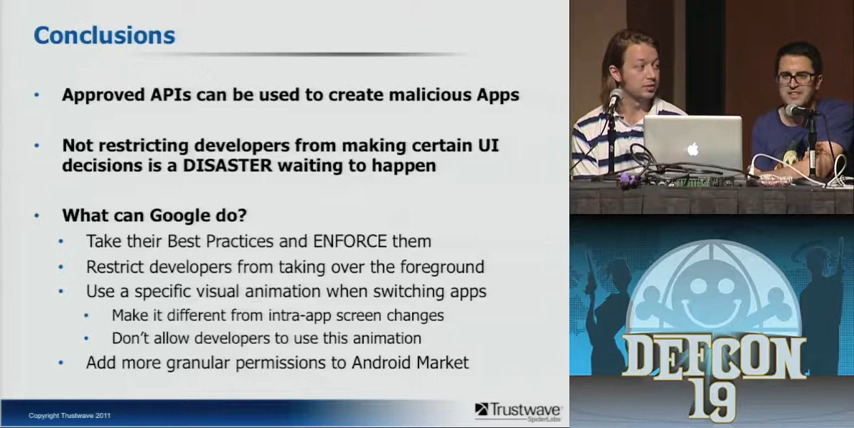 Conclusions
• Approved APIs can be used to create malicious Apps
• Not restricting developers from making certain UI
decisions is a DISASTER waiting to happen
• What can Google do?
• Take their Best Practices and ENFORCE them
• Restrict developers from taking over the foreground
• Use a specific visual animation when switching apps
• Make it different from intra-app screen changes
• Don't allow developers to use this animation
• Add more granular permissions to Android Market
Copyright Trustwave 2011
Trustwave®
SpiderLabs
DEFCON
19